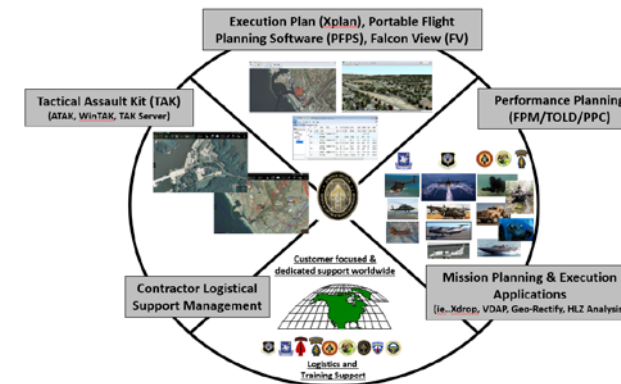 Execution Plan (Xplan), Portable Flight
Planning Software (PFPS), Falcon View (FV)
Tactical Assault Kit (TAK)
(ATAK, WinTAK, TAK Server)
Performance Planning
(FPM/TOLD/PPC)
Customer focused &
dedicated support worldwide
Contractor Logistical
Support Management
Mission Planning & Execution
Applications
(ie...Xdrop, VDAP, Geo-Rectify, HLZ Analysis
Logistics and
Training Support